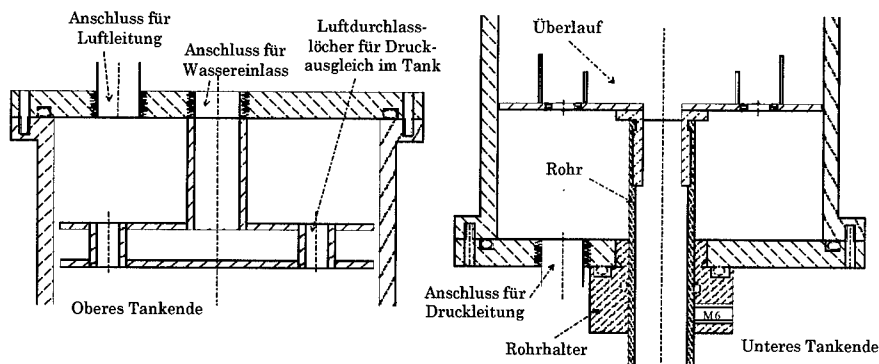 Anschluss für
Luftleitung
Anschluss für
Wassereinlass
Luftdurchlass-
löcher für Druck-
ausgleich im Tank
Oberes Tankende
Überlauf
Rohr
Anschluss für
Druckleitung
Rohrhalter
M6
Unteres Tankende